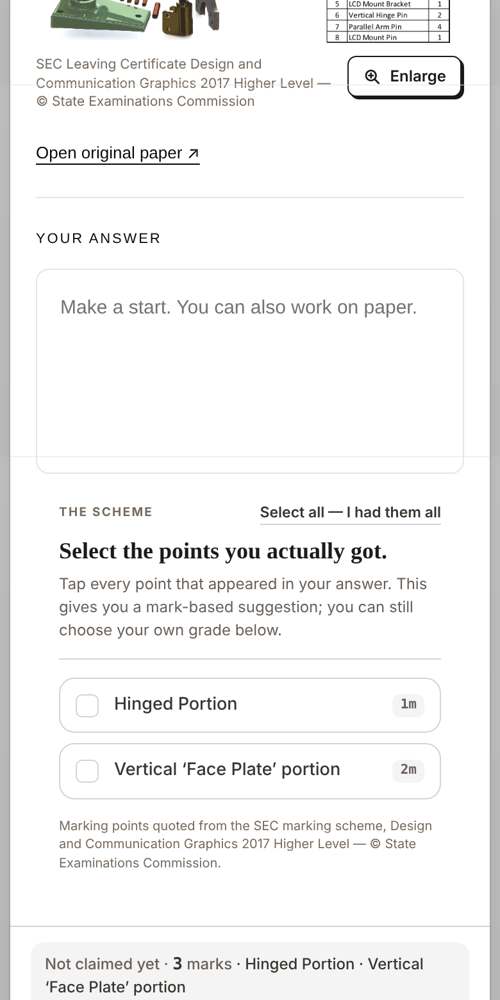 5 LCD Mount Bracket 1
6 Vertical Hinge Pin 2
7 Parallel Arm Pin 4
8 LCD Mount Pin 1
SEC Leaving Certificate Design and
Communication Graphics 2017 Higher Level —
© State Examinations Commission
Enlarge
Open original paper ↗
YOUR ANSWER
Make a start. You can also work on paper.
THE SCHEME
Select all — I had them all
Select the points you actually got.
Tap every point that appeared in your answer. This
gives you a mark-based suggestion; you can still
choose your own grade below.
Hinged Portion 1m
Vertical ‘Face Plate’ portion 2m
Marking points quoted from the SEC marking scheme, Design
and Communication Graphics 2017 Higher Level — © State
Examinations Commission.
Not claimed yet · 3 marks · Hinged Portion · Vertical
‘Face Plate’ portion